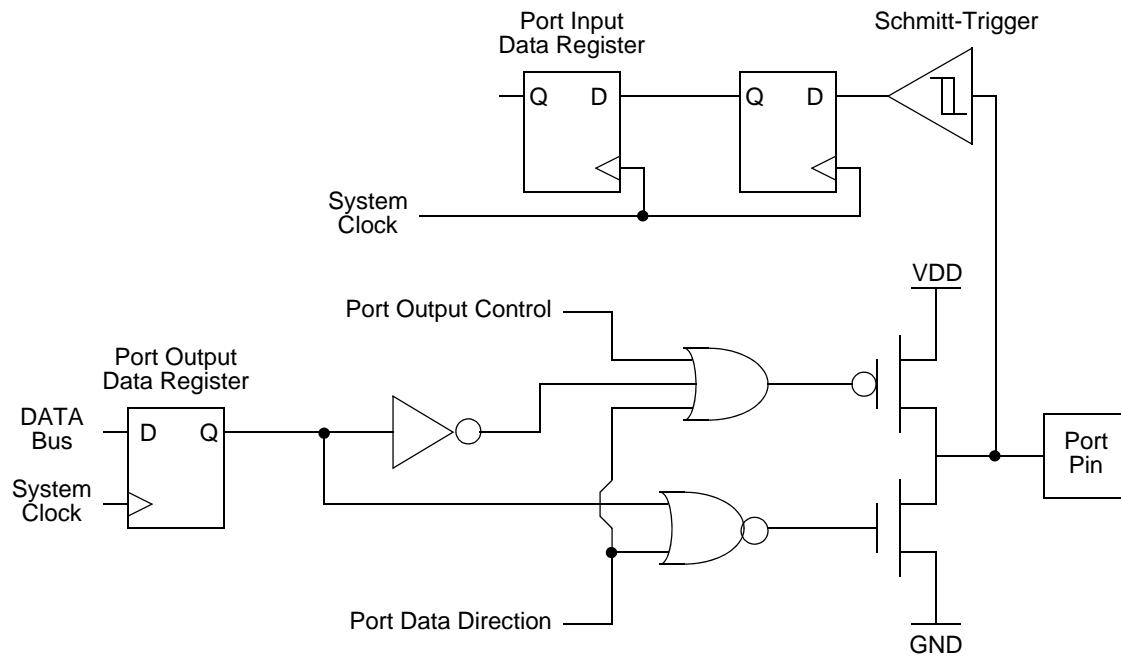 Port Input
Data Register
Schmitt-Trigger
Q D
Q D
System
Clock
VDD
Port Output Control
Port Output
Data Register
DATA
Bus
D Q
System
Clock
Port
Pin
Port Data Direction
GND